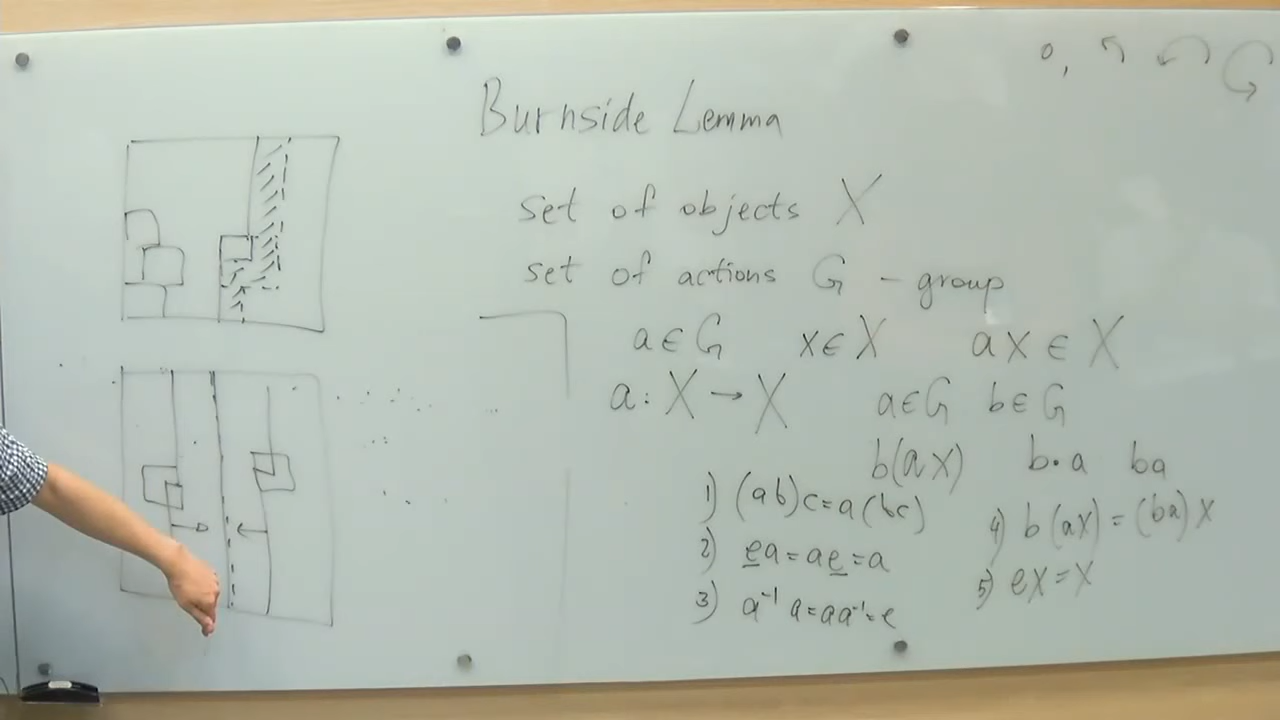 Burnside Lemma
set of objects X
set of actions G - group
a ∈ G x ∈ X ax ∈ X
a: X → X a ∈ G b ∈ G
b(ax) b·a ba
1) (ab)c=a(bc)
4) b(ax) = (ba)x
2) ea=ae=a
5) ex=x
3) a⁻¹a=aa⁻¹=e